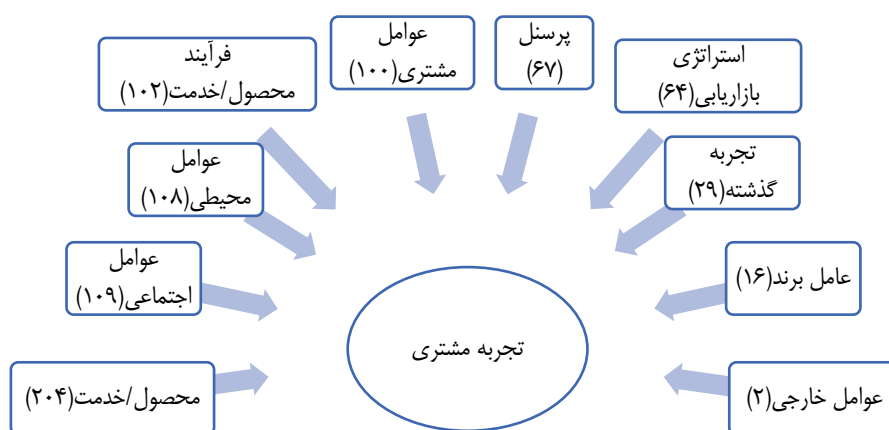 استراتژی
بازاریابی(۶۴)
پرسنل
(۶۷)
عوامل
مشتری(۱۰۰)
فرآیند
محصول/خدمت(۱۰۲)
تجربه
گذشته(۲۹)
عوامل
محیطی(۱۰۸)
عامل برند(۱۶)
عوامل
اجتماعی(۱۰۹)
تجربه مشتری
عوامل خارجی(۲)
محصول/خدمت(۲۰۴)